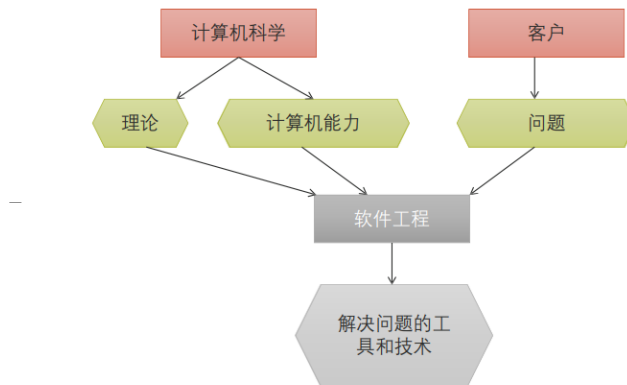 计算机科学
客户
理论
计算机能力
问题
软件工程
解决问题的工
具和技术